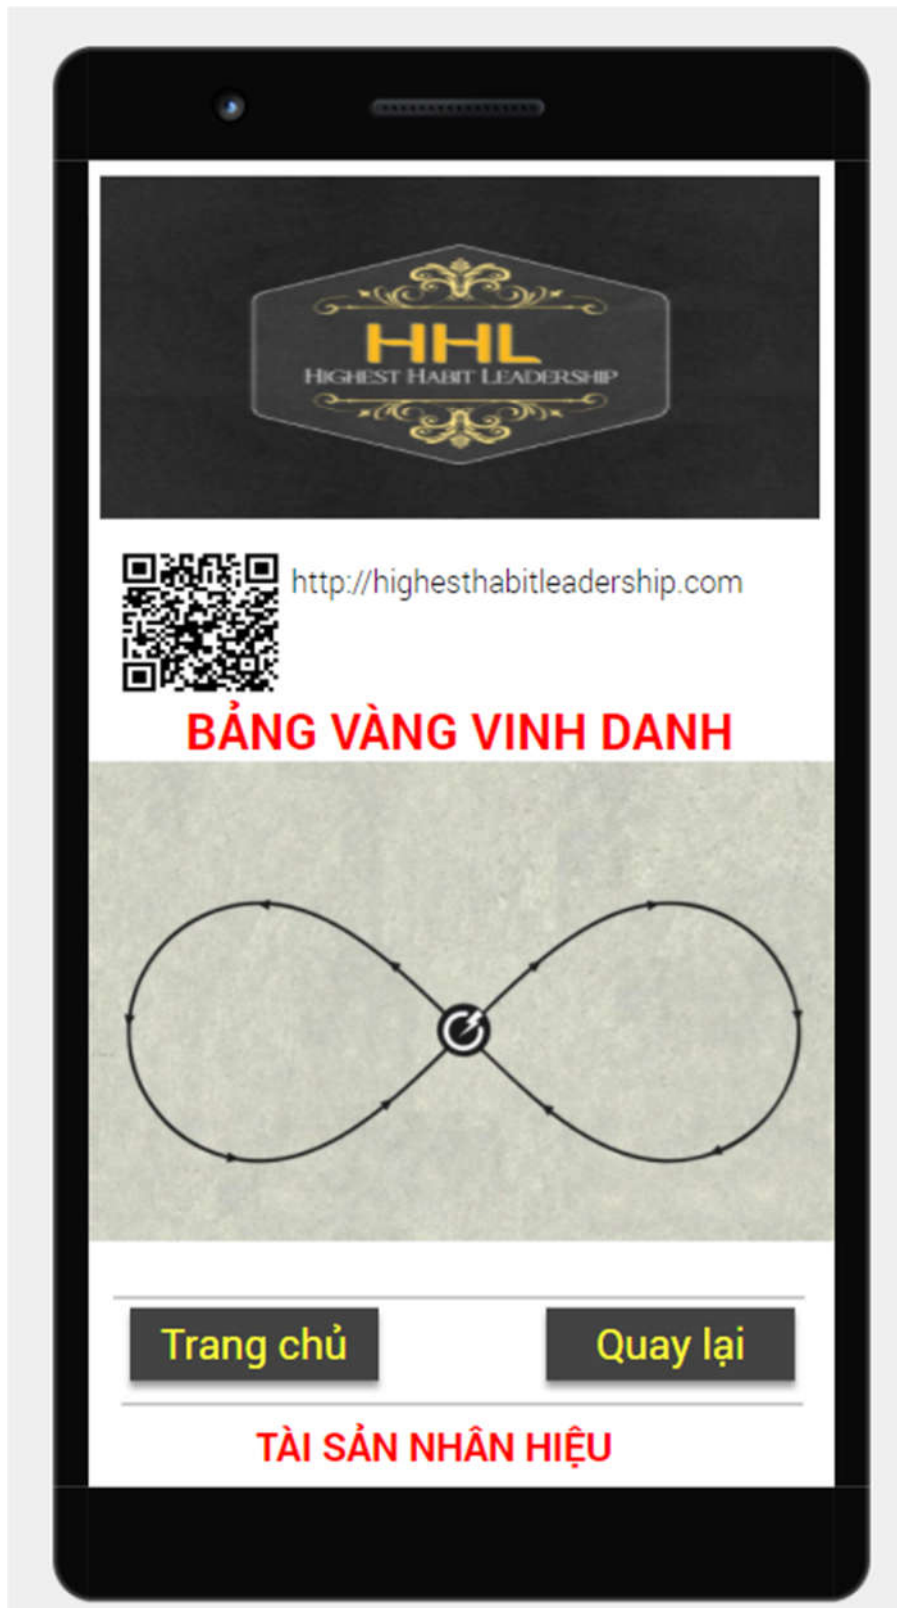 HHL
HIGHEST HABIT LEADERSHIP
http://highesthabitleadership.com
BẢNG VÀNG VINH DANH
Trang chủ
Quay lại
TÀI SẢN NHÂN HIỆU